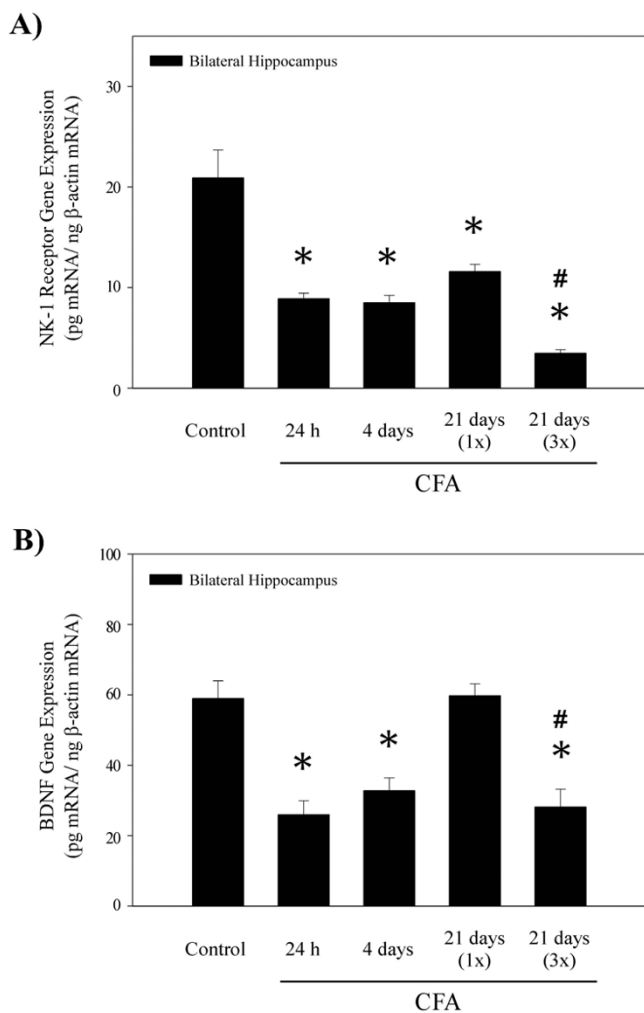 A)
NK-1 Receptor Gene Expression
(pg mRNA/ ng β-actin mRNA)
30
20
10
0
Bilateral Hippocampus
*
*
*
#
*
Control
24 h
4 days
21 days
(1x)
21 days
(3x)
CFA
B)
BDNF Gene Expression
(pg mRNA/ ng β-actin mRNA)
100
80
60
40
20
0
Bilateral Hippocampus
*
*
#
*
Control
24 h
4 days
21 days
(1x)
21 days
(3x)
CFA